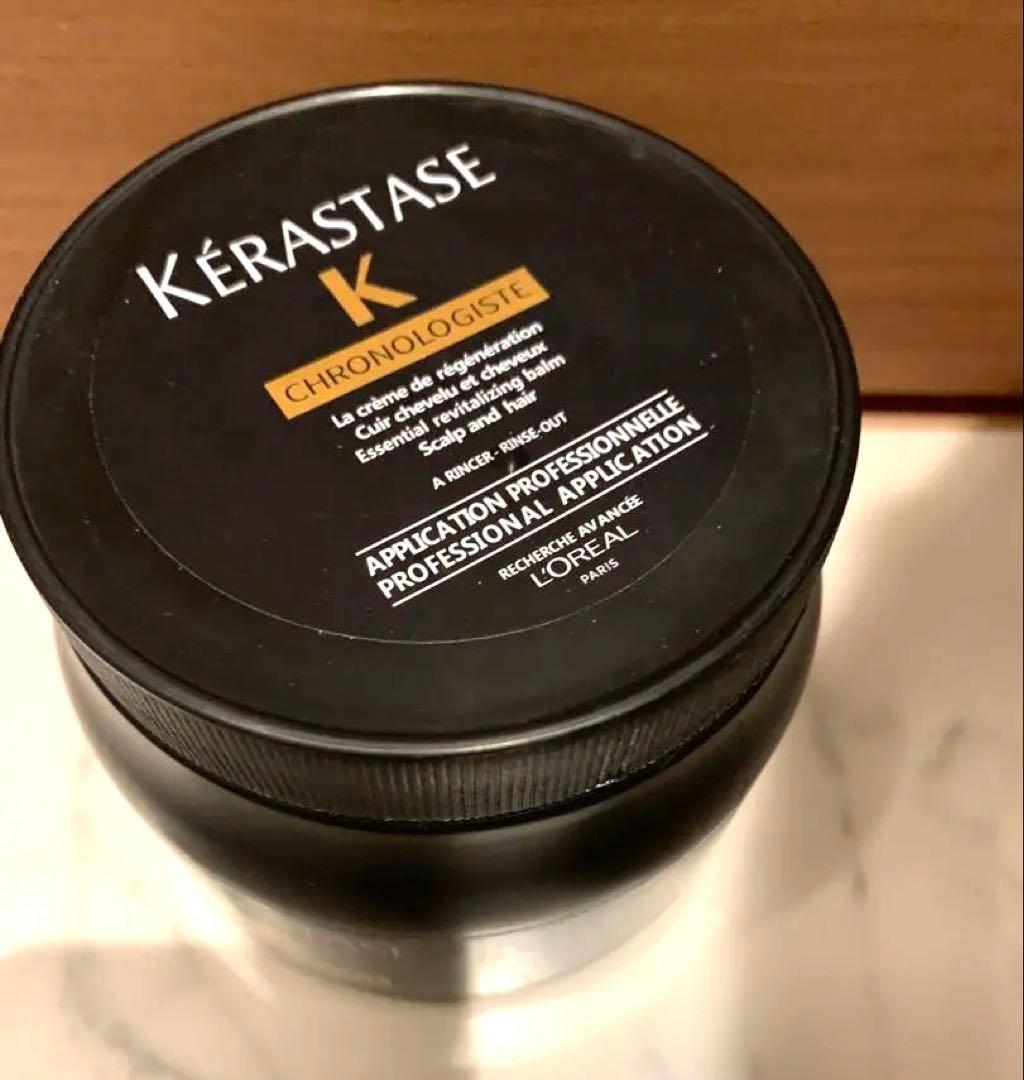 KÉRASTASE
K
CHRONOLOGISTE
La crème de régénération
Cuir chevelu et cheveux
Essential revitalizing balm
Scalp and hair
A RINCER - RINSE-OUT
APPLICATION PROFESSIONNELLE
PROFESSIONAL APPLICATION
RECHERCHE AVANCÉE
L'ORÉAL
PARIS